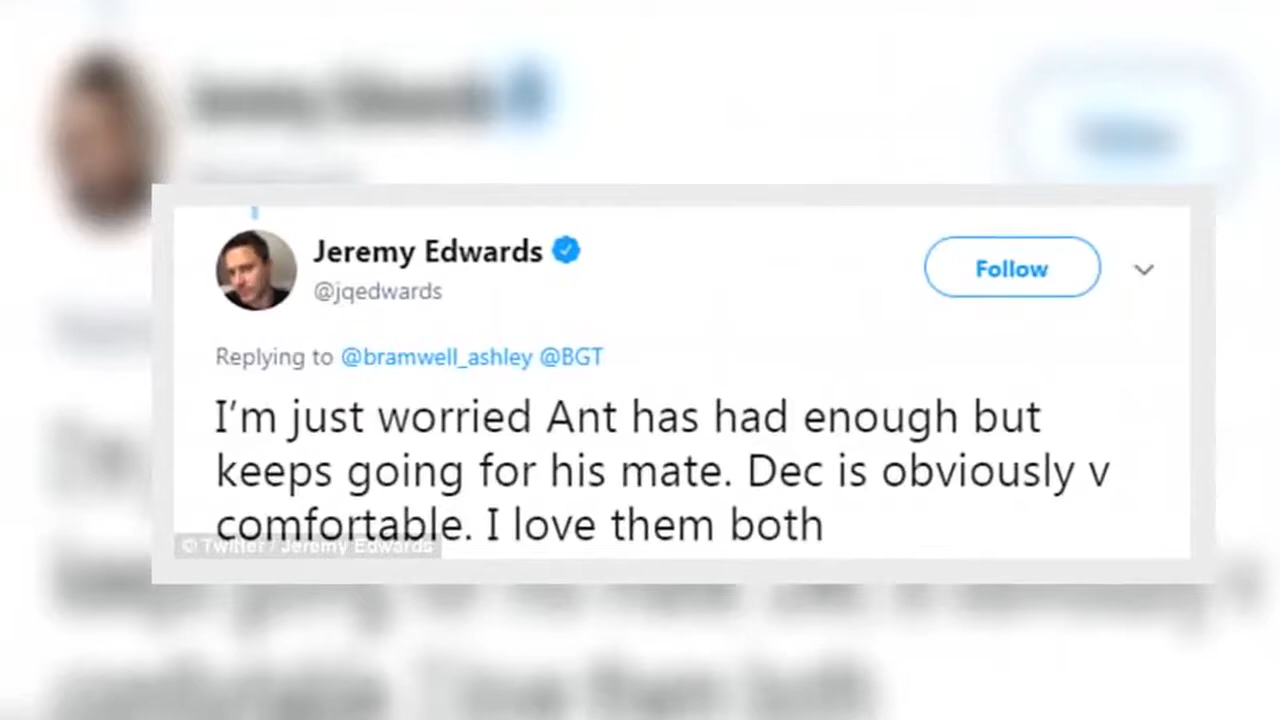 Jeremy Edwards
@jqedwards
Follow
Replying to @bramwell_ashley @BGT
I'm just worried Ant has had enough but
keeps going for his mate. Dec is obviously v
comfortable. I love them both
© Twitter / Jeremy Edwards